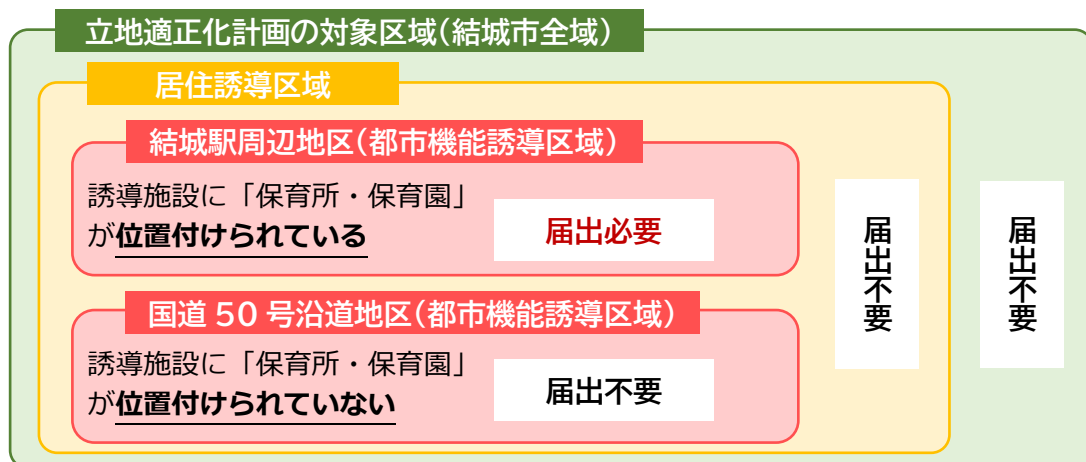 立地適正化計画の対象区域(結城市全域)
居住誘導区域
結城駅周辺地区(都市機能誘導区域)
誘導施設に「保育所・保育園」
が位置付けられている
届出必要
国道50号沿道地区(都市機能誘導区域)
誘導施設に「保育所・保育園」
が位置付けられていない
届出不要
届出不要
届出不要